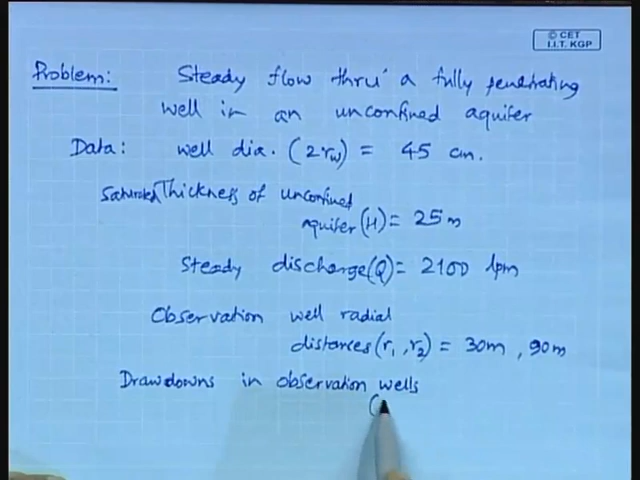 © CET
I.I.T. KGP
Problem: Steady flow thru' a fully penetrating
well in an unconfined aquifer
Data: well dia. (2rw) = 45 cm.
Saturated Thickness of unconfined
aquifer (H) = 25 m
Steady discharge (Q) = 2100 lpm
Observation well radial
distances (r1, r2) = 30m, 90m
Drawdowns in observation wells
(